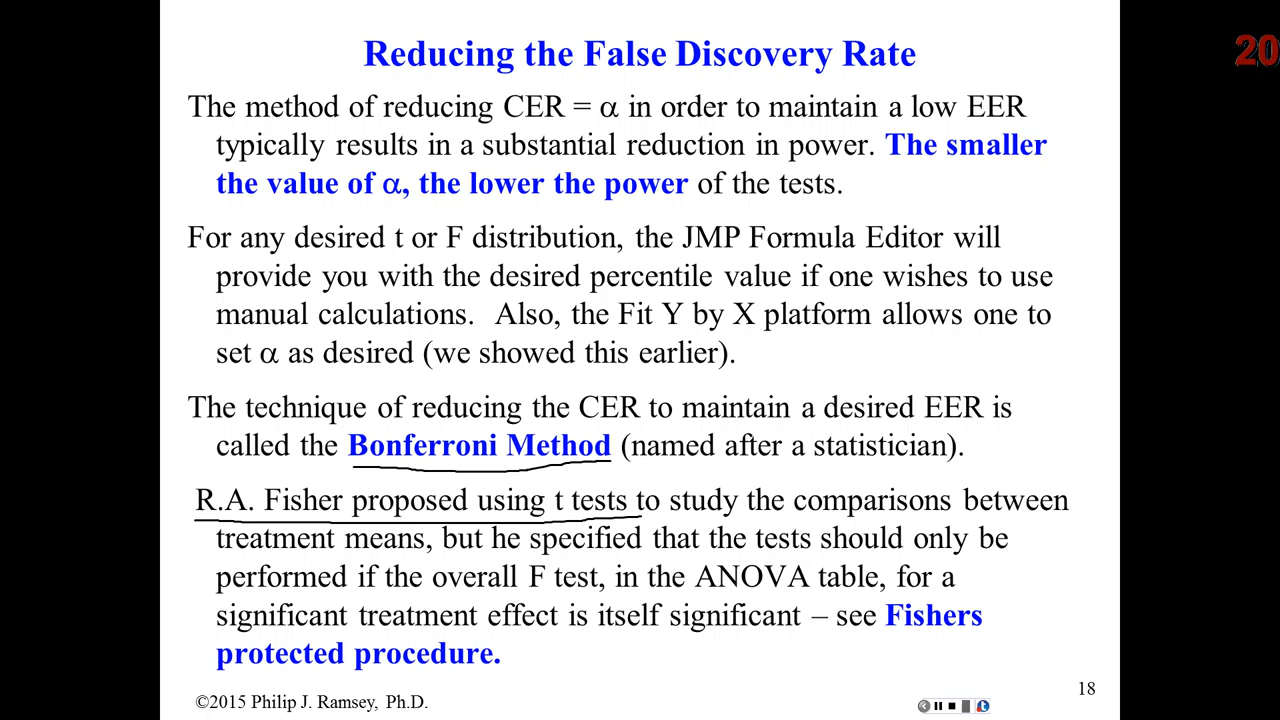 Reducing the False Discovery Rate
20
The method of reducing CER = α in order to maintain a low EER
typically results in a substantial reduction in power. The smaller
the value of α, the lower the power of the tests.
For any desired t or F distribution, the JMP Formula Editor will
provide you with the desired percentile value if one wishes to use
manual calculations. Also, the Fit Y by X platform allows one to
set α as desired (we showed this earlier).
The technique of reducing the CER to maintain a desired EER is
called the Bonferroni Method (named after a statistician).
R.A. Fisher proposed using t tests to study the comparisons between
treatment means, but he specified that the tests should only be
performed if the overall F test, in the ANOVA table, for a
significant treatment effect is itself significant – see Fishers
protected procedure.
©2015 Philip J. Ramsey, Ph.D.
18